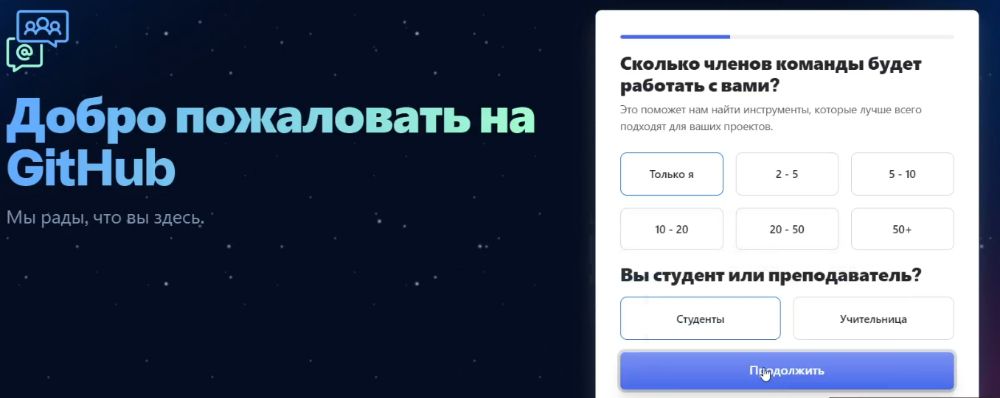 Добро пожаловать на
GitHub
Мы рады, что вы здесь.
Сколько членов команды будет
работать с вами?
Это поможет нам найти инструменты, которые лучше всего
подходят для ваших проектов.
Только я
2 - 5
5 - 10
10 - 20
20 - 50
50+
Вы студент или преподаватель?
Студенты
Учительница
Продолжить